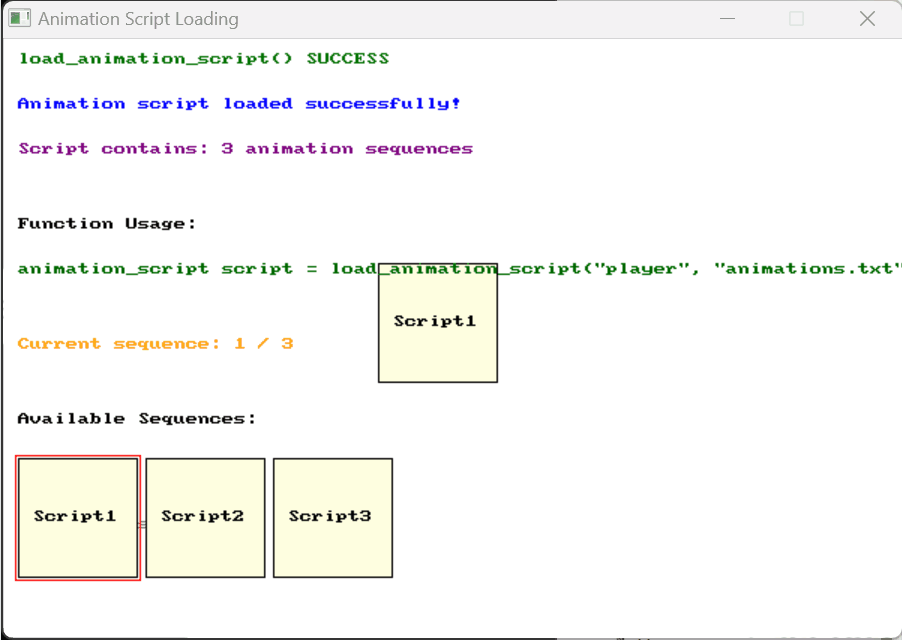 Animation Script Loading
load_animation_script() SUCCESS
Animation script loaded successfully!
Script contains: 3 animation sequences
Function Usage:
animation_script script = load_animation_script("player", "animations.txt"
Script1
Current sequence: 1 / 3
Available Sequences:
Script1 Script2 Script3